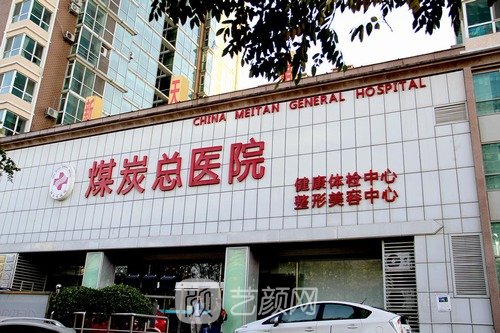 天
CHINA MEITAN GENERAL HOSPITAL
煤炭总医院
健康体检中心
整形美容中心
艺颜网